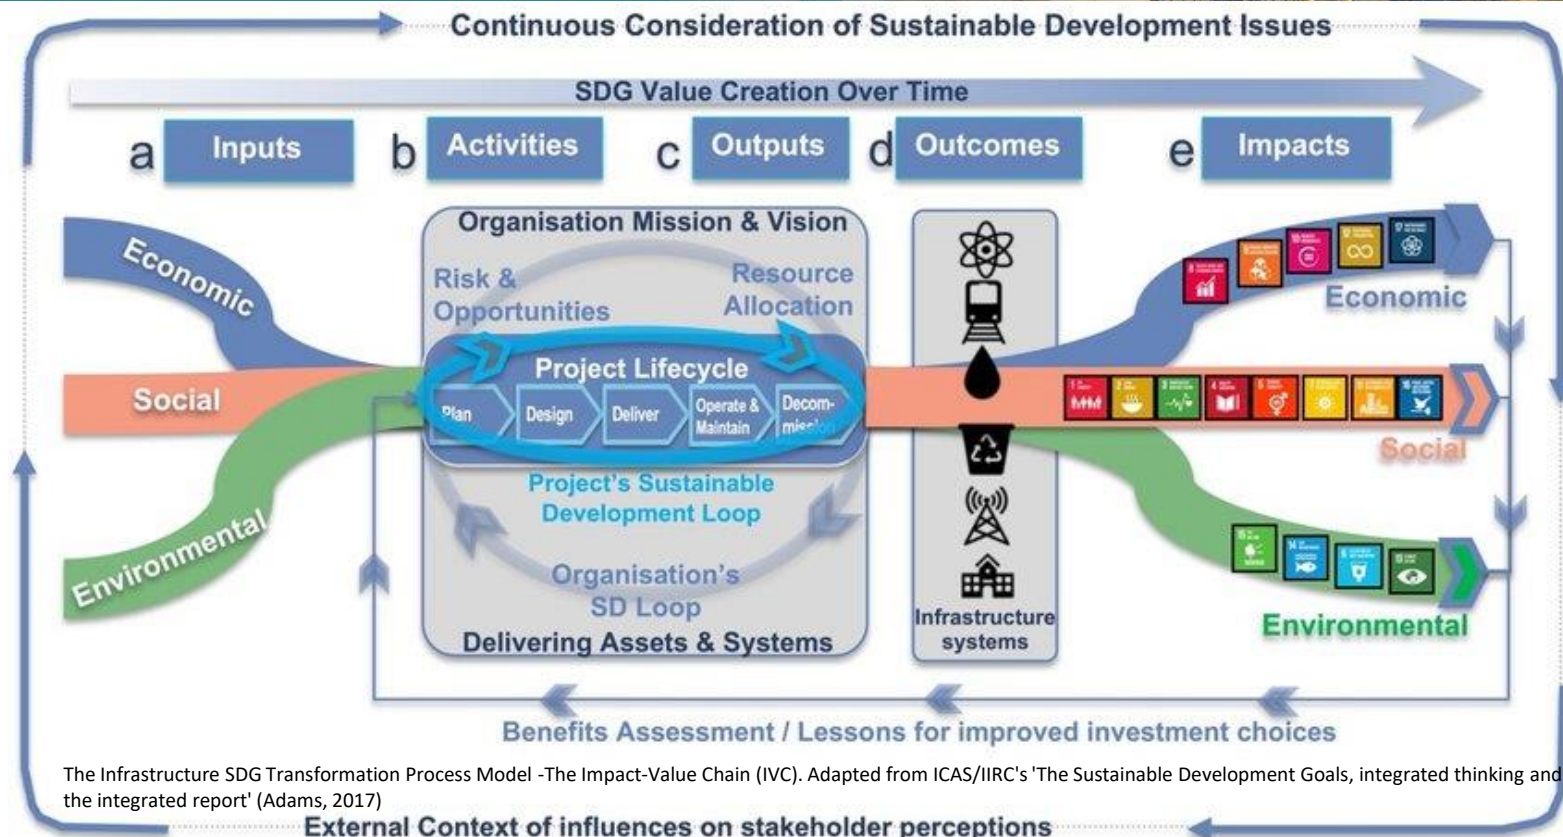 Continuous Consideration of Sustainable Development Issues
SDG Value Creation Over Time
a Inputs
b Activities
c Outputs
d Outcomes
e Impacts
Economic
Social
Environmental
Organisation Mission & Vision
Risk &
Opportunities
Resource
Allocation
Project Lifecycle
Plan
Design
Deliver
Operate &
Maintain
Decom-
mission
Project's Sustainable
Development Loop
Organisation's
SD Loop
Delivering Assets & Systems
Infrastructure
systems
Economic
Social
Environmental
Benefits Assessment / Lessons for improved investment choices
The Infrastructure SDG Transformation Process Model -The Impact-Value Chain (IVC). Adapted from ICAS/IIRC's 'The Sustainable Development Goals, integrated thinking and
the integrated report' (Adams, 2017)
External Context of influences on stakeholder perceptions